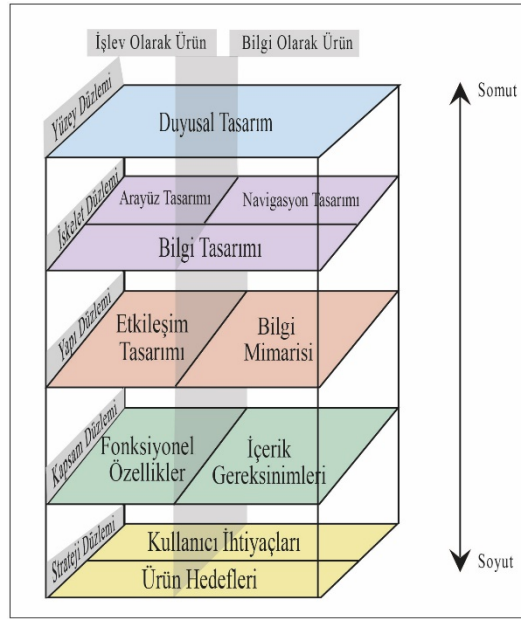 İşlev Olarak Ürün
Bilgi Olarak Ürün
Somut
Yüzey Düzlemi
Duyusal Tasarım
İskelet Düzlemi
Arayüz Tasarımı
Navigasyon Tasarımı
Bilgi Tasarımı
Yapı Düzlemi
Etkileşim
Tasarımı
Bilgi
Mimarisi
Kapsam Düzlemi
Fonksiyonel
Özellikler
İçerik
Gereksinimleri
Strateji Düzlemi
Kullanıcı İhtiyaçları
Ürün Hedefleri
Soyut